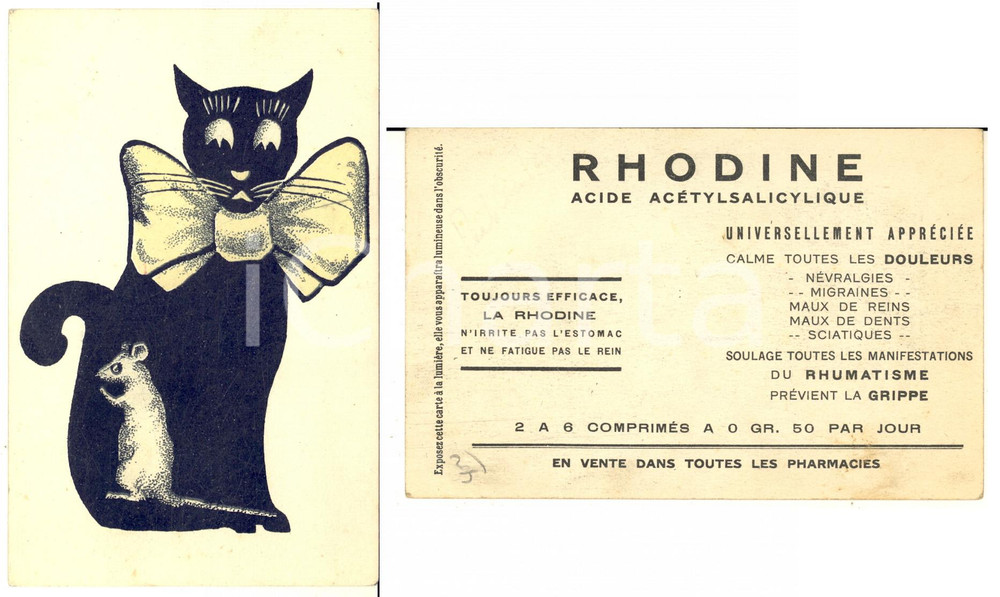 Exposez cette carte à la lumière, elle vous apparaîtra lumineuse dans l'obscurité.
RHODINE
ACIDE ACÉTYLSALICYLIQUE
TOUJOURS EFFICACE,
LA RHODINE
N'IRRITE PAS L'ESTOMAC
ET NE FATIGUE PAS LE REIN
UNIVERSELLEMENT APPRÉCIÉE
CALME TOUTES LES DOULEURS
- NÉVRALGIES -
-- MIGRAINES --
MAUX DE REINS
MAUX DE DENTS
-- SCIATIQUES --
SOULAGE TOUTES LES MANIFESTATIONS
DU RHUMATISME
PRÉVIENT LA GRIPPE
2 A 6 COMPRIMÉS A 0 GR. 50 PAR JOUR
EN VENTE DANS TOUTES LES PHARMACIES